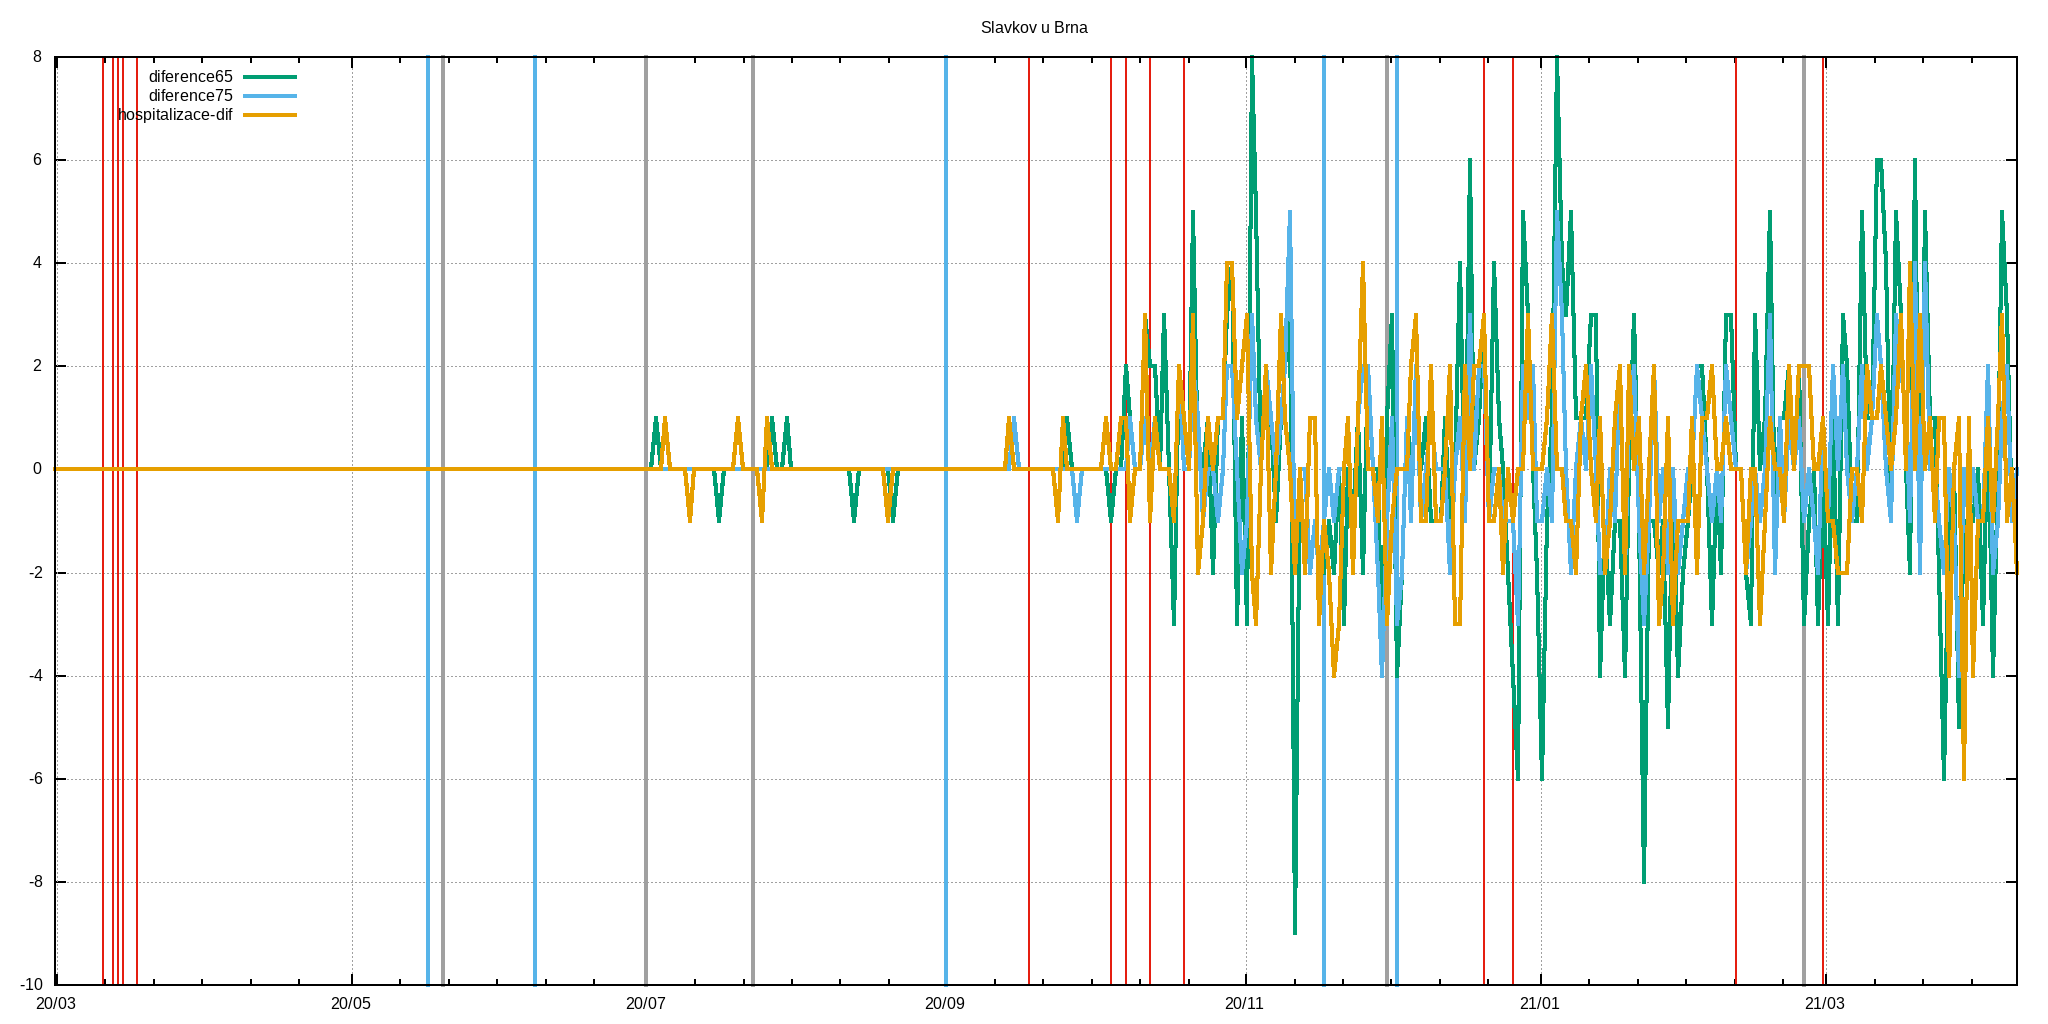 Slavkov u Brna
8
diference65
diference75
hospitalizace-dif
6
4
2
0
-2
-4
-6
-8
-10
20/03 20/05 20/07 20/09 20/11 21/01 21/03